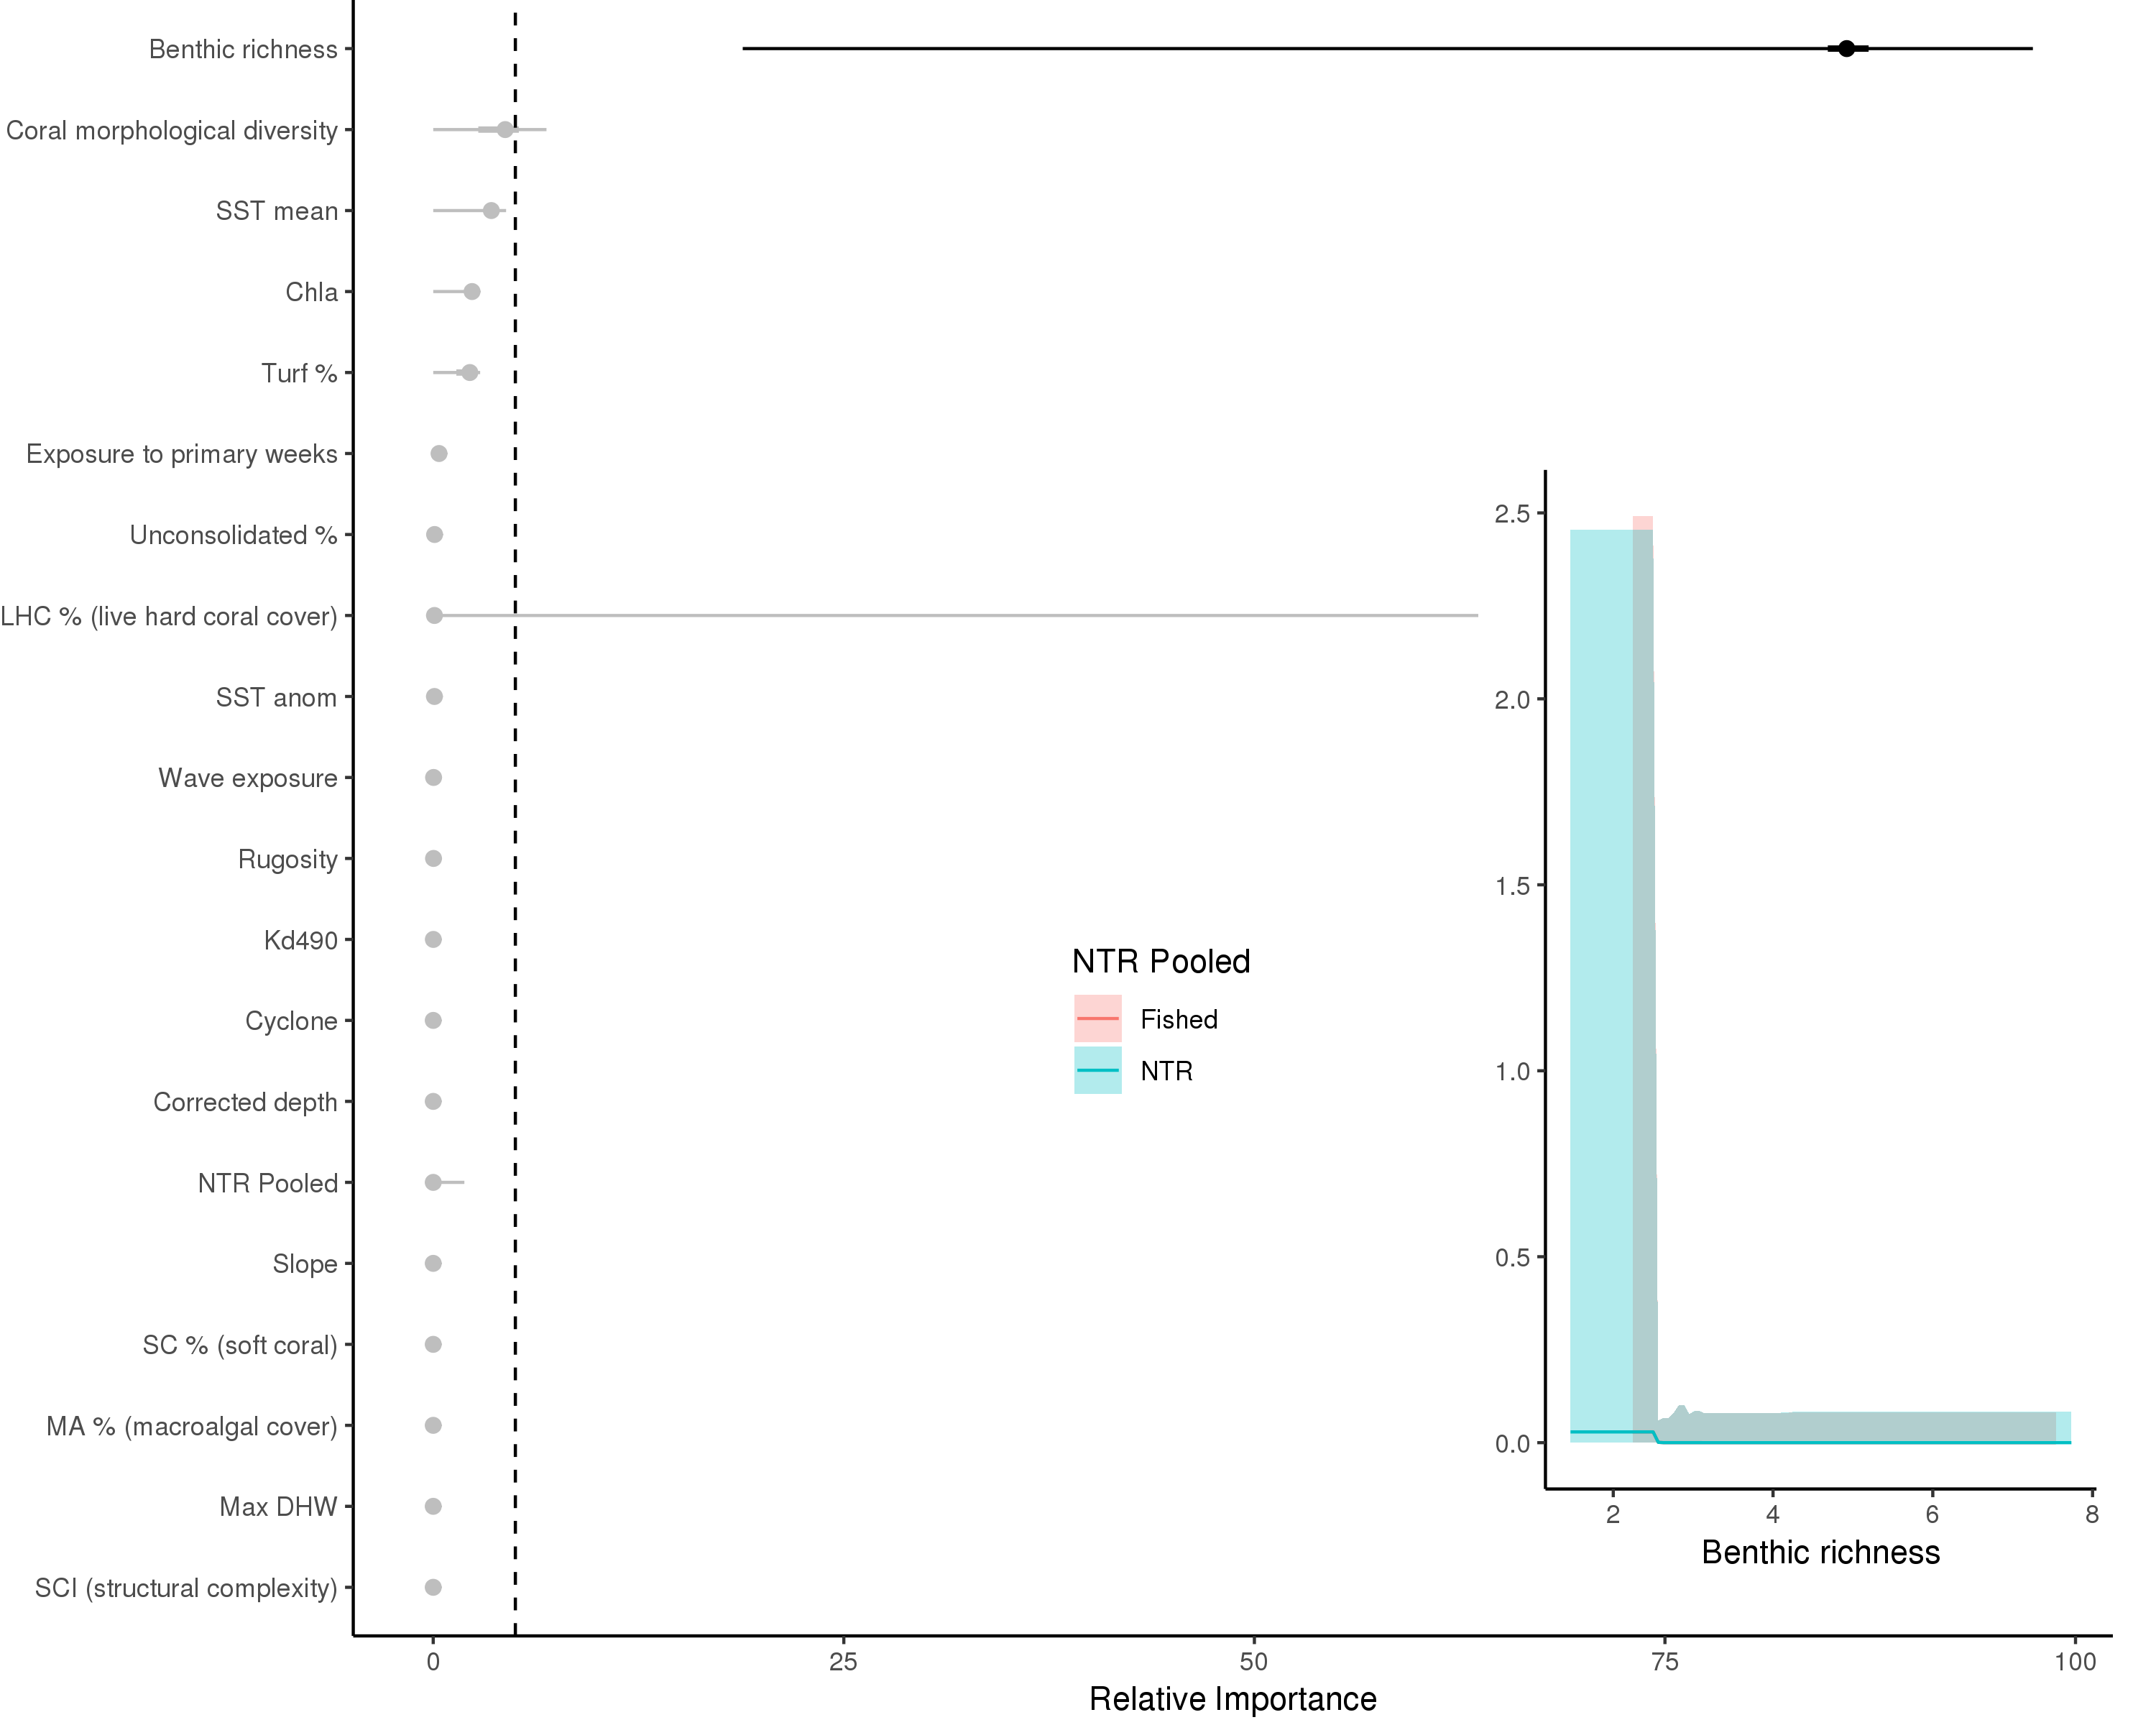 Benthic richness
Coral morphological diversity
SST mean
Chla
Turf %
Exposure to primary weeks
Unconsolidated %
LHC % (live hard coral cover)
SST anom
Wave exposure
Rugosity
Kd490
Cyclone
Corrected depth
NTR Pooled
Slope
SC % (soft coral)
MA % (macroalgal cover)
Max DHW
SCI (structural complexity)
0 25 50 75 100
Relative Importance
NTR Pooled
Fished
NTR
2.5
2.0
1.5
1.0
0.5
0.0
2 4 6 8
Benthic richness